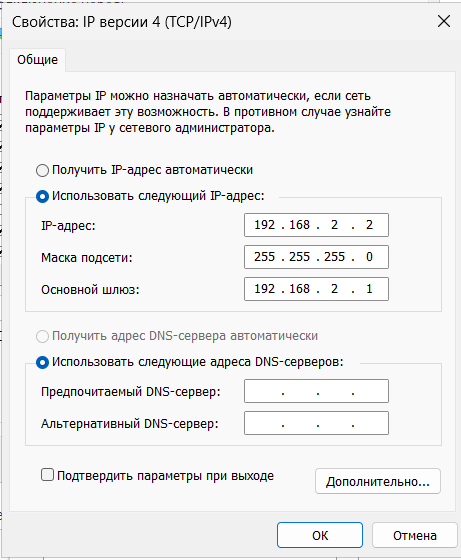 Свойства: IP версии 4 (TCP/IPv4)
Общие
Параметры IP можно назначать автоматически, если сеть
поддерживает эту возможность. В противном случае узнайте
параметры IP у сетевого администратора.
Получить IP-адрес автоматически
Использовать следующий IP-адрес:
IP-адрес: 192 . 168 . 2 . 2
Маска подсети: 255 . 255 . 255 . 0
Основной шлюз: 192 . 168 . 2 . 1
Получить адрес DNS-сервера автоматически
Использовать следующие адреса DNS-серверов:
Предпочитаемый DNS-сервер: . . .
Альтернативный DNS-сервер: . . .
Подтвердить параметры при выходе
Дополнительно...
ОК Отмена